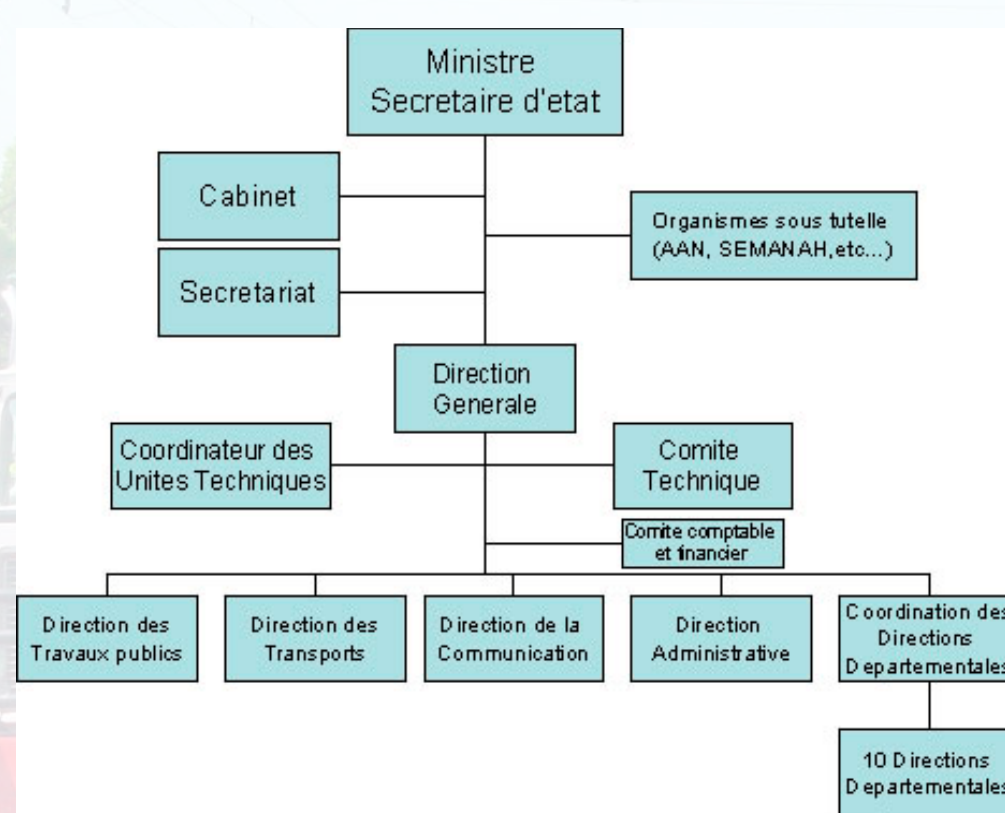 Ministre
Secretaire d'etat
Cabinet
Organismes sous tutelle
(AAN, SEMANAH,etc...)
Secretariat
Direction
Generale
Coordinateur des
Unites Techniques
Comite
Technique
Comite comptable
et financier
Direction des
Travaux publics
Direction des
Transports
Direction de la
Communication
Direction
Administrative
Coordination des
Directions
Departementales
10 Directions
Departementales